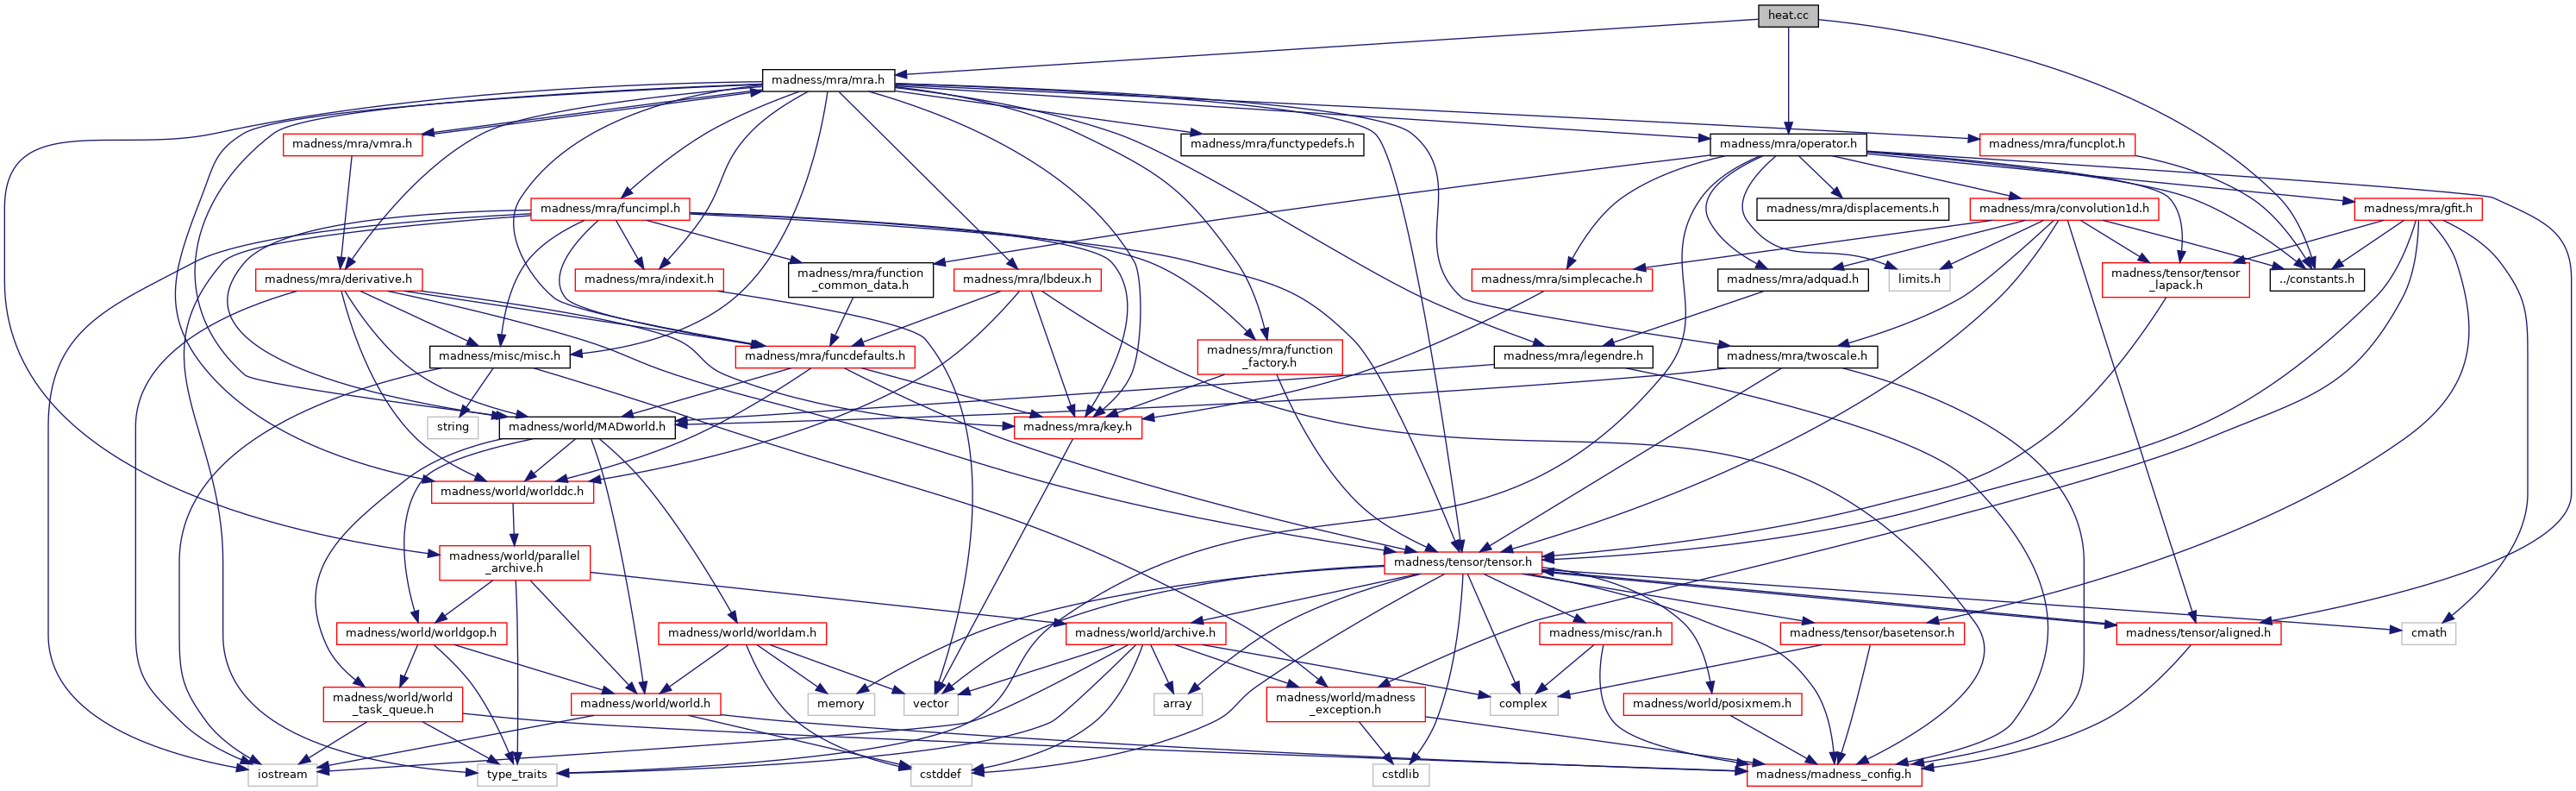 heat.cc
madness/mra/mra.h
madness/mra/vmra.h
madness/mra/functypedefs.h
madness/mra/operator.h
madness/mra/funcplot.h
madness/mra/funcimpl.h
madness/mra/displacements.h
madness/mra/convolution1d.h
madness/mra/gfit.h
madness/mra/derivative.h
madness/mra/indexit.h
madness/mra/function
_common_data.h
madness/mra/lbdeux.h
madness/mra/simplecache.h
madness/mra/adquad.h
limits.h
madness/tensor/tensor
_lapack.h
../constants.h
madness/misc/misc.h
madness/mra/funcdefaults.h
madness/mra/function
_factory.h
madness/mra/legendre.h
madness/mra/twoscale.h
string
madness/world/MADworld.h
madness/mra/key.h
madness/world/worlddc.h
madness/world/parallel
_archive.h
madness/tensor/tensor.h
madness/world/worldgop.h
madness/world/worldam.h
madness/world/archive.h
madness/misc/ran.h
madness/tensor/basetensor.h
madness/tensor/aligned.h
cmath
madness/world/world
_task_queue.h
madness/world/world.h
memory
vector
array
madness/world/madness
_exception.h
complex
madness/world/posixmem.h
iostream
type_traits
cstddef
cstdlib
madness/madness_config.h